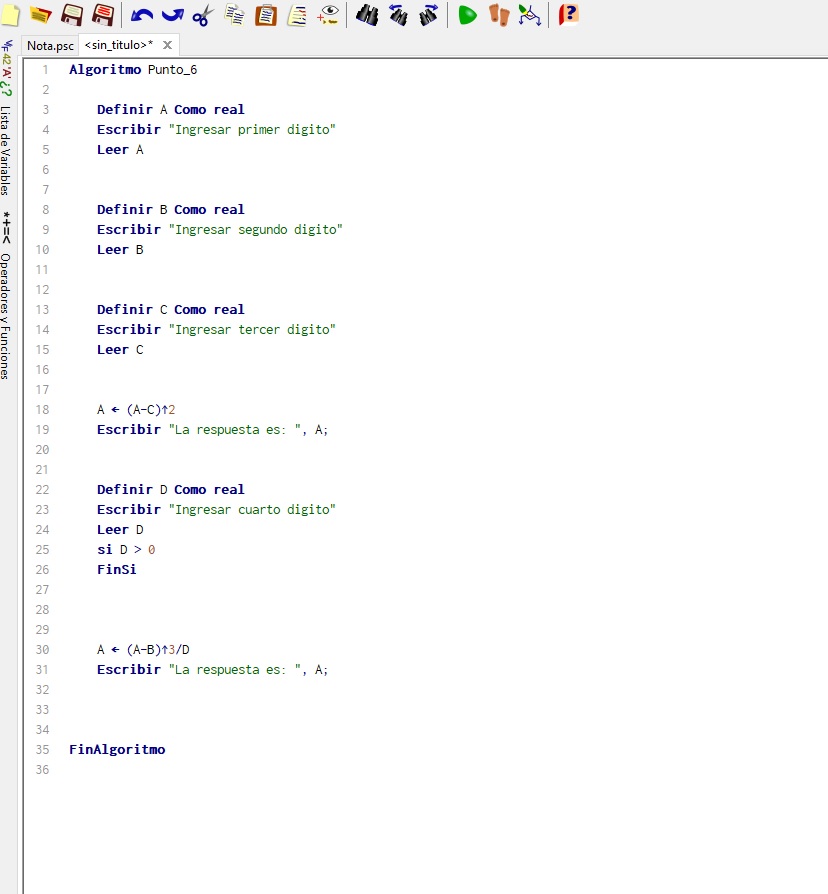 Nota.psc <sin_titulo>* X
*+=< Operadores y Funciones
Lista de Variables
1 Algoritmo Punto_6
2
3 Definir A Como real
4 Escribir "Ingresar primer digito"
5 Leer A
6
7
8 Definir B Como real
9 Escribir "Ingresar segundo digito"
10 Leer B
11
12
13 Definir C Como real
14 Escribir "Ingresar tercer digito"
15 Leer C
16
17
18 A ← (A-C)↑2
19 Escribir "La respuesta es: ", A;
20
21
22 Definir D Como real
23 Escribir "Ingresar cuarto digito"
24 Leer D
25 si D > 0
26 FinSi
27
28
29
30 A ← (A-B)↑3/D
31 Escribir "La respuesta es: ", A;
32
33
34
35 FinAlgoritmo
36